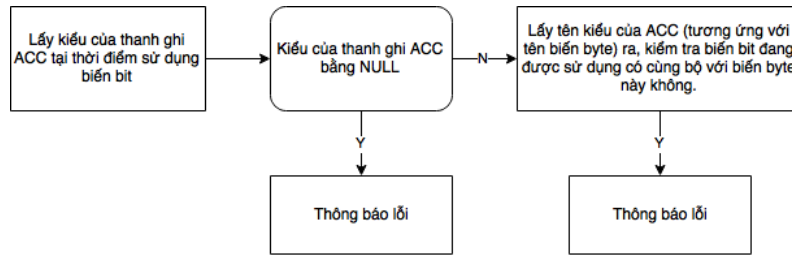 Lấy kiểu của thanh ghi
ACC tại thời điểm sử dụng
biến bit
Kiểu của thanh ghi ACC
bằng NULL
N
Lấy tên kiểu của ACC (tương ứng với
tên biến byte) ra, kiểm tra biến bit đang
được sử dụng có cùng bộ với biến byte
này không.
Y
Y
Thông báo lỗi
Thông báo lỗi